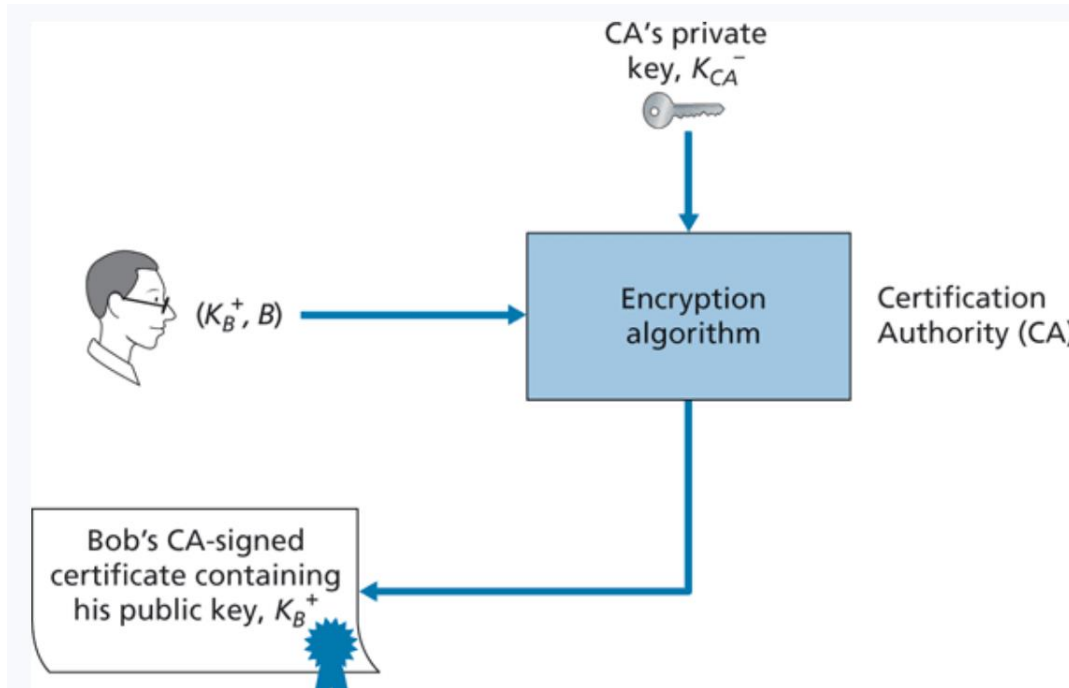 CA's private
key, K_CA^-
(K_B^+, B)
Encryption
algorithm
Certification
Authority (CA)
Bob's CA-signed
certificate containing
his public key, K_B^+